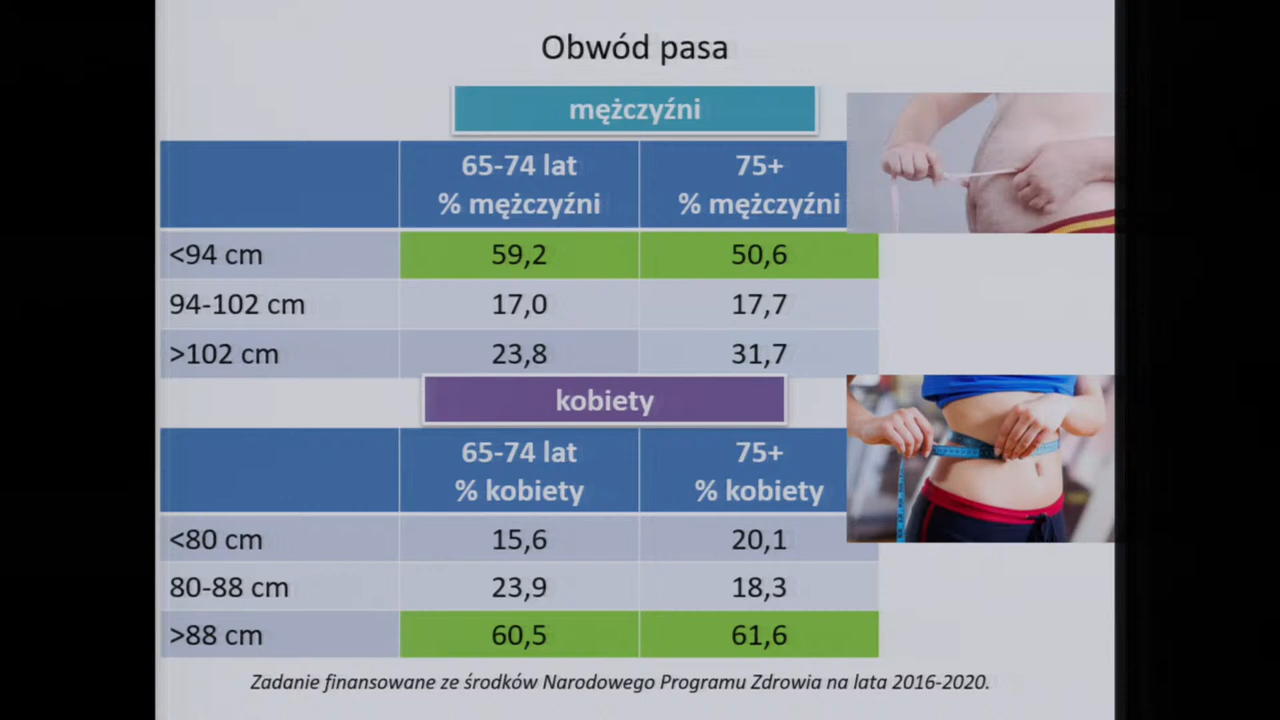 Obwód pasa
mężczyźni
65-74 lat 75+
% mężczyźni % mężczyźni
<94 cm 59,2 50,6
94-102 cm 17,0 17,7
>102 cm 23,8 31,7
kobiety
65-74 lat 75+
% kobiety % kobiety
<80 cm 15,6 20,1
80-88 cm 23,9 18,3
>88 cm 60,5 61,6
Zadanie finansowane ze środków Narodowego Programu Zdrowia na lata 2016-2020.